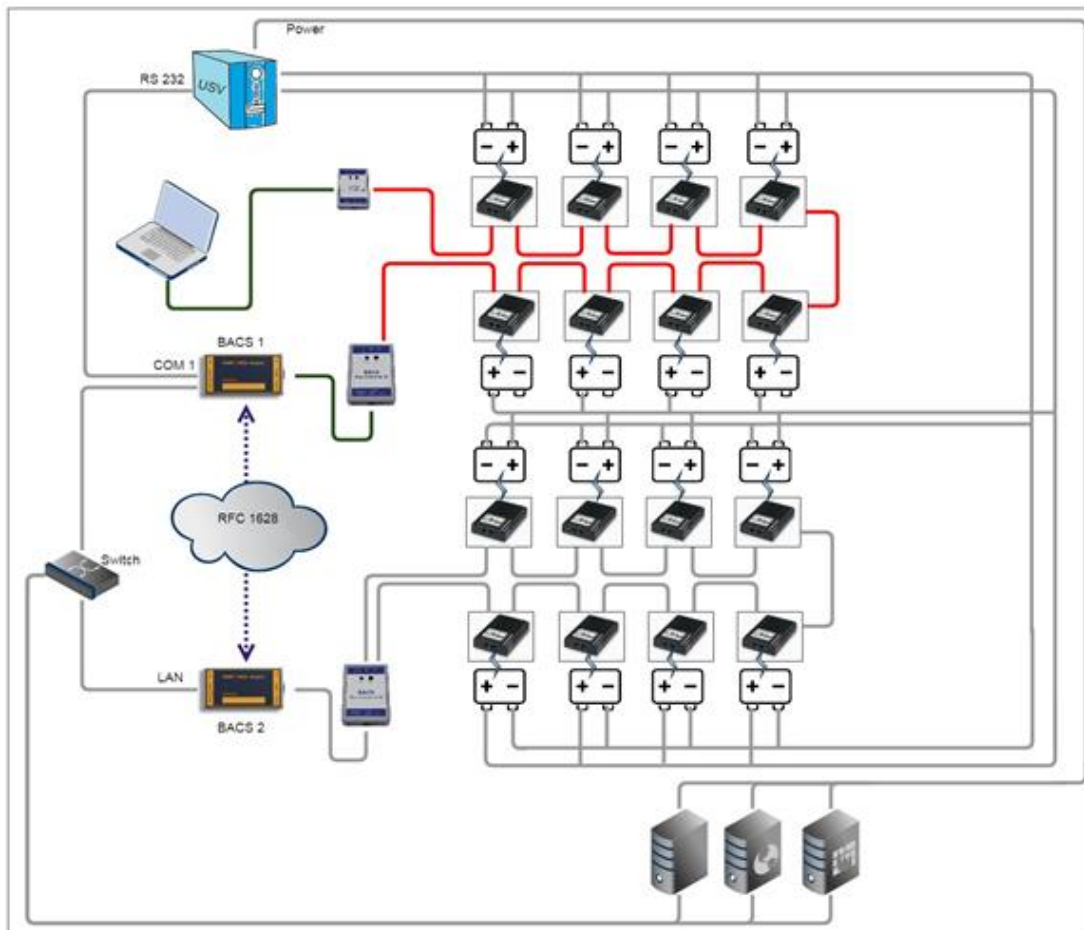 Power
RS 232
USV
BACS 1
COM 1
RFC 1628
Switch
LAN
BACS 2